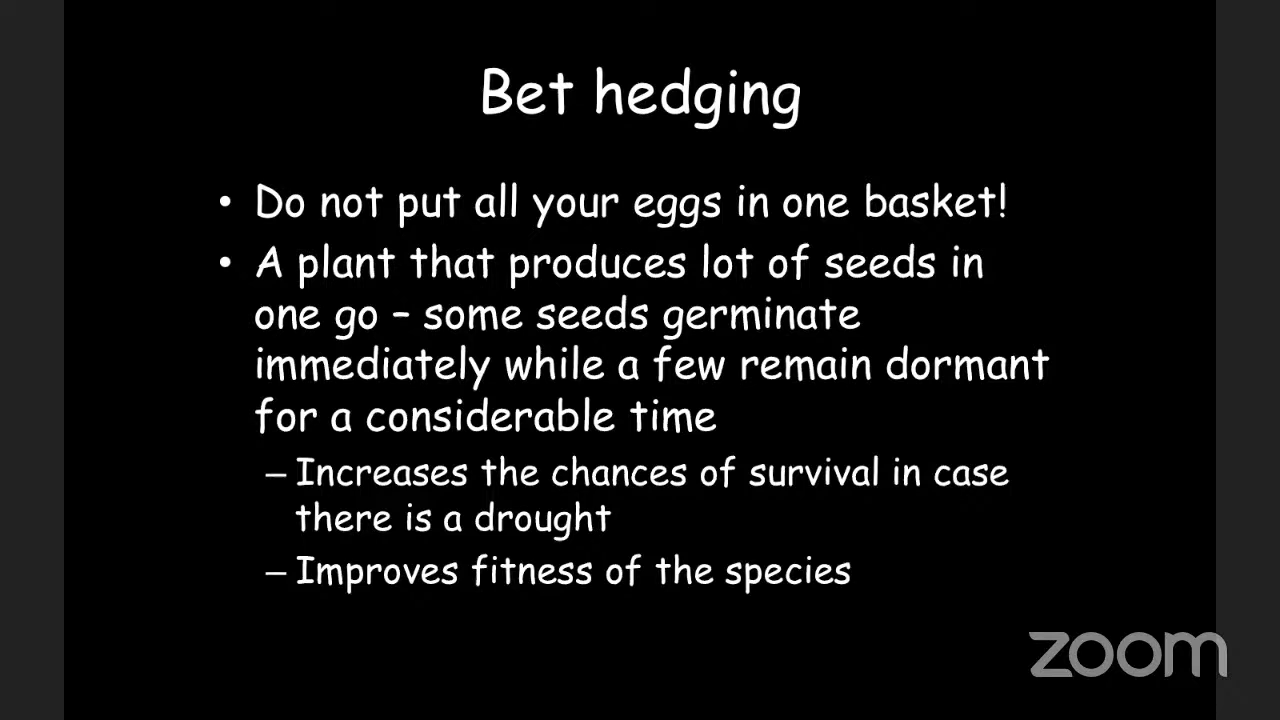 Bet hedging
• Do not put all your eggs in one basket!
• A plant that produces lot of seeds in
one go – some seeds germinate
immediately while a few remain dormant
for a considerable time
– Increases the chances of survival in case
there is a drought
– Improves fitness of the species
zoom